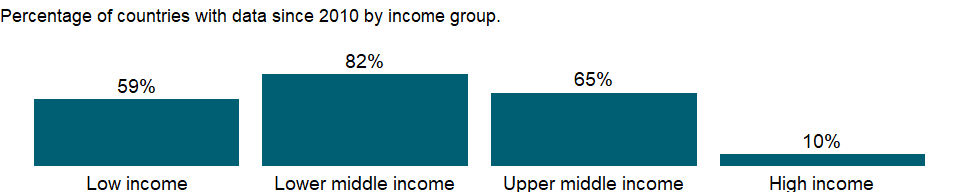 Percentage of countries with data since 2010 by income group.
82%
59%
65%
10%
Low income
Lower middle income
Upper middle income
High income